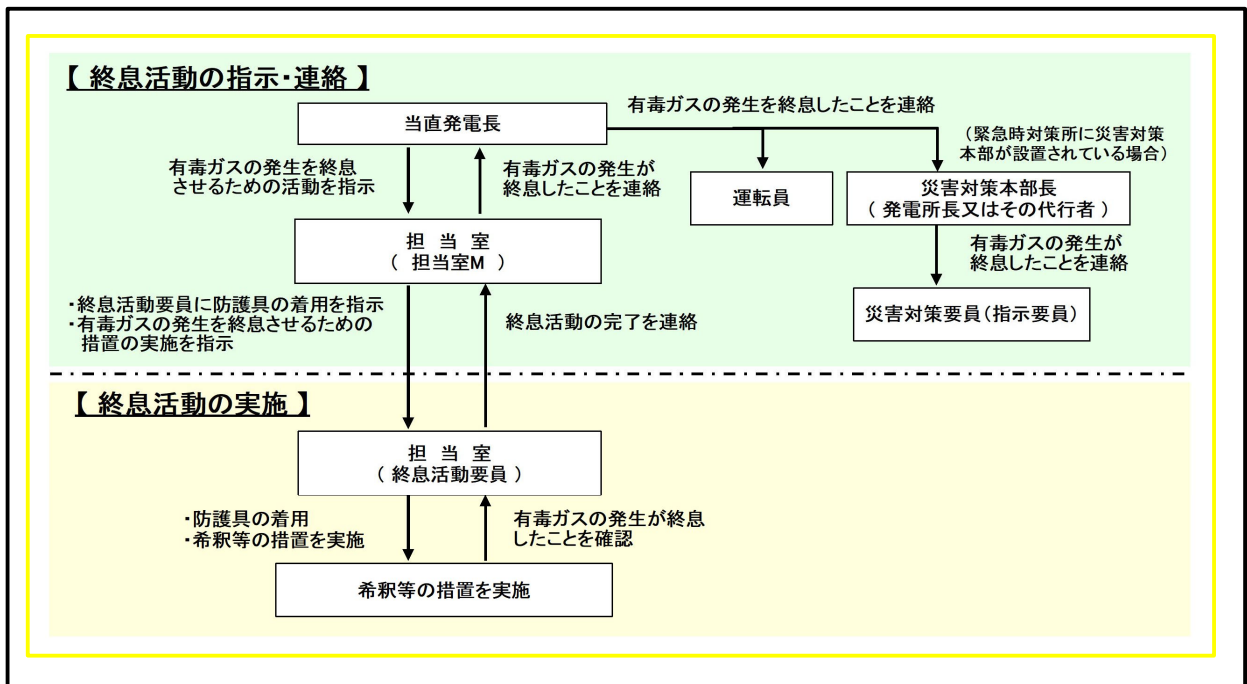 【 終息活動の指示・連絡 】
有毒ガスの発生を終息したことを連絡
当直発電長
(緊急時対策所に災害対策
本部が設置されている場合)
有毒ガスの発生を終息
させるための活動を指示
有毒ガスの発生が
終息したことを連絡
運転員
災害対策本部長
( 発電所長又はその代行者 )
担 当 室
( 担当室M )
有毒ガスの発生が
終息したことを連絡
・終息活動要員に防護具の着用を指示
・有毒ガスの発生を終息させるための
措置の実施を指示
終息活動の完了を連絡
災害対策要員(指示要員)
【 終息活動の実施 】
担 当 室
( 終息活動要員 )
・防護具の着用
・希釈等の措置を実施
有毒ガスの発生が終息
したことを確認
希釈等の措置を実施